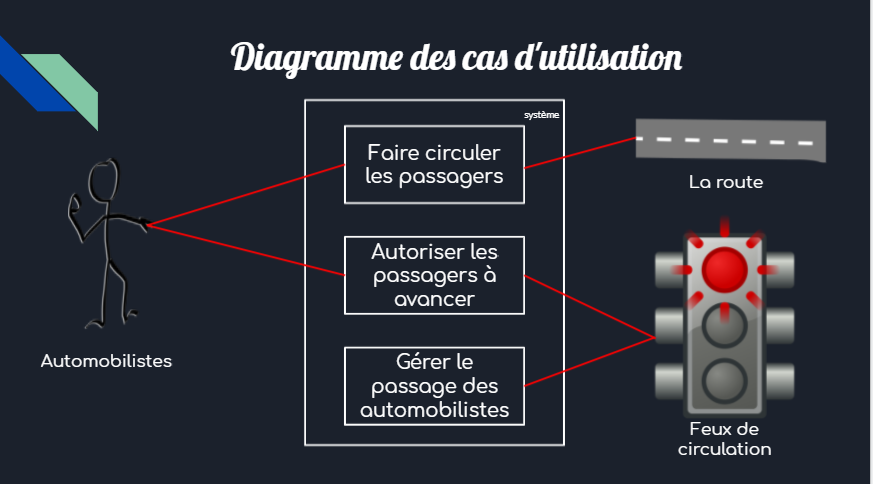 Diagramme des cas d'utilisation
système
Faire circuler
les passagers
La route
Autoriser les
passagers à
avancer
Automobilistes
Gérer le
passage des
automobilistes
Feux de
circulation